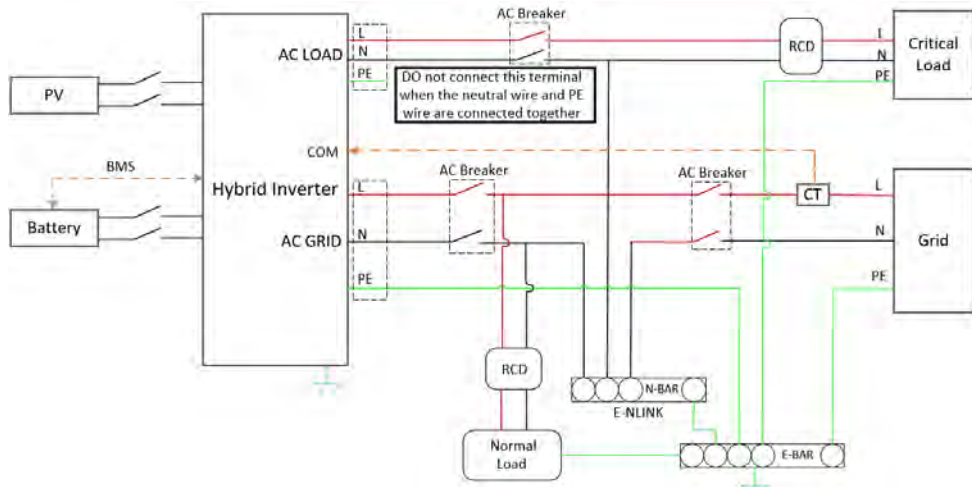 AC Breaker
L
N
PE
AC LOAD
RCD
L
N
PE
Critical
Load
DO not connect this terminal
when the neutral wire and PE
wire are connected together
PV
BMS
COM
Hybrid Inverter
Battery
AC GRID
L
N
PE
AC Breaker
AC Breaker
CT
L
N
PE
Grid
RCD
N-BAR
E-NLINK
Normal
Load
E-BAR